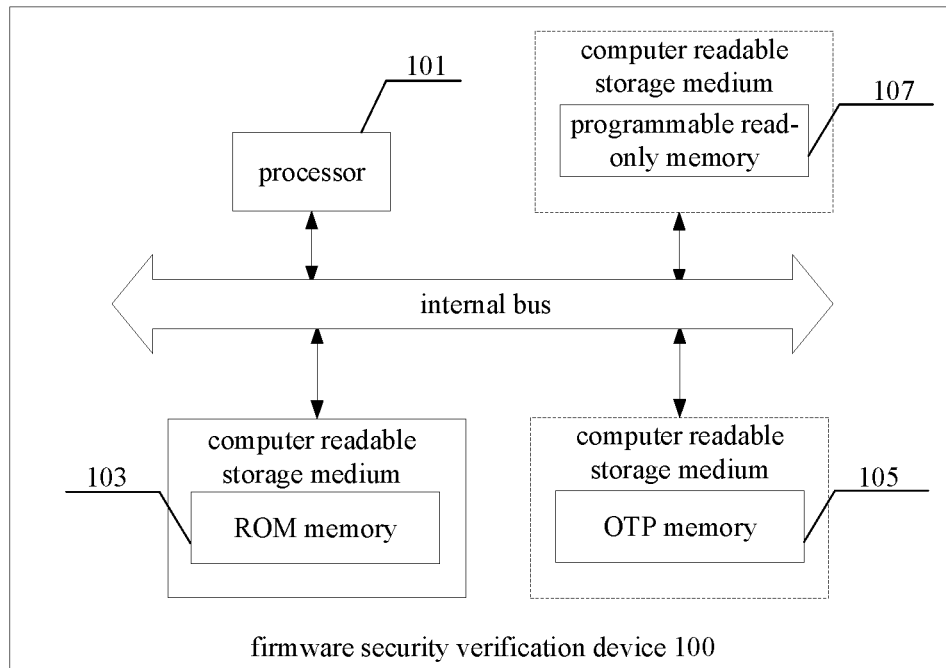 101
processor
computer readable
storage medium
programmable read-
only memory
107
internal bus
103
computer readable
storage medium
ROM memory
computer readable
storage medium
OTP memory
105
firmware security verification device 100